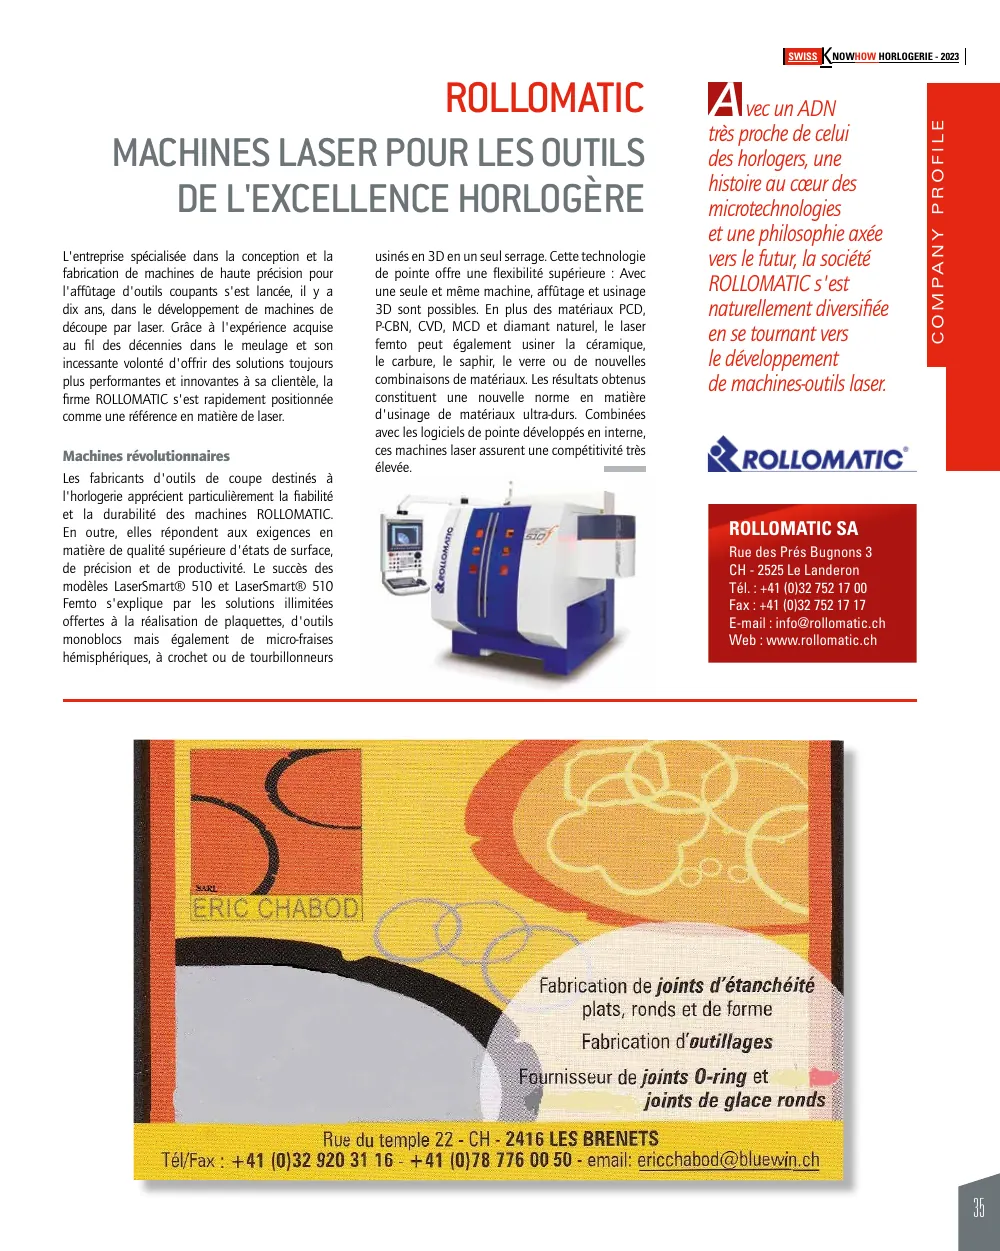 SWISS KNOWHOW HORLOGERIE - 2023
ROLLOMATIC
MACHINES LASER POUR LES OUTILS
DE L'EXCELLENCE HORLOGÈRE
L'entreprise spécialisée dans la conception et la
fabrication de machines de haute précision pour
l'affûtage d'outils coupants s'est lancée, il y a
dix ans, dans le développement de machines de
découpe par laser. Grâce à l'expérience acquise
au fil des décennies dans le meulage et son
incessante volonté d'offrir des solutions toujours
plus performantes et innovantes à sa clientèle, la
firme ROLLOMATIC s'est rapidement positionnée
comme une référence en matière de laser.
Machines révolutionnaires
Les fabricants d'outils de coupe destinés à
l'horlogerie apprécient particulièrement la fiabilité
et la durabilité des machines ROLLOMATIC.
En outre, elles répondent aux exigences en
matière de qualité supérieure d'états de surface,
de précision et de productivité. Le succès des
modèles LaserSmart® 510 et LaserSmart® 510
Femto s'explique par les solutions illimitées
offertes à la réalisation de plaquettes, d'outils
monoblocs mais également de micro-fraises
hémisphériques, à crochet ou de tourbillonneurs
usinés en 3D en un seul serrage. Cette technologie
de pointe offre une flexibilité supérieure : Avec
une seule et même machine, affûtage et usinage
3D sont possibles. En plus des matériaux PCD,
P-CBN, CVD, MCD et diamant naturel, le laser
femto peut également usiner la céramique,
le carbure, le saphir, le verre ou de nouvelles
combinaisons de matériaux. Les résultats obtenus
constituent une nouvelle norme en matière
d'usinage de matériaux ultra-durs. Combinées
avec les logiciels de pointe développés en interne,
ces machines laser assurent une compétitivité très
élevée.
ROLLOMATIC
510f
Avec un ADN
très proche de celui
des horlogers, une
histoire au cœur des
microtechnologies
et une philosophie axée
vers le futur, la société
ROLLOMATIC s'est
naturellement diversifiée
en se tournant vers
le développement
de machines-outils laser.
COMPANY PROFILE
ROLLOMATIC®
ROLLOMATIC SA
Rue des Prés Bugnons 3
CH - 2525 Le Landeron
Tél. : +41 (0)32 752 17 00
Fax : +41 (0)32 752 17 17
E-mail : info@rollomatic.ch
Web : www.rollomatic.ch
SARL
ERIC CHABOD
Fabrication de joints d'étanchéité
plats, ronds et de forme
Fabrication d'outillages
Fournisseur de joints O-ring et
joints de glace ronds
Rue du temple 22 - CH - 2416 LES BRENETS
Tél/Fax : +41 (0)32 920 31 16 - +41 (0)78 776 00 50 - email: ericchabod@bluewin.ch
35